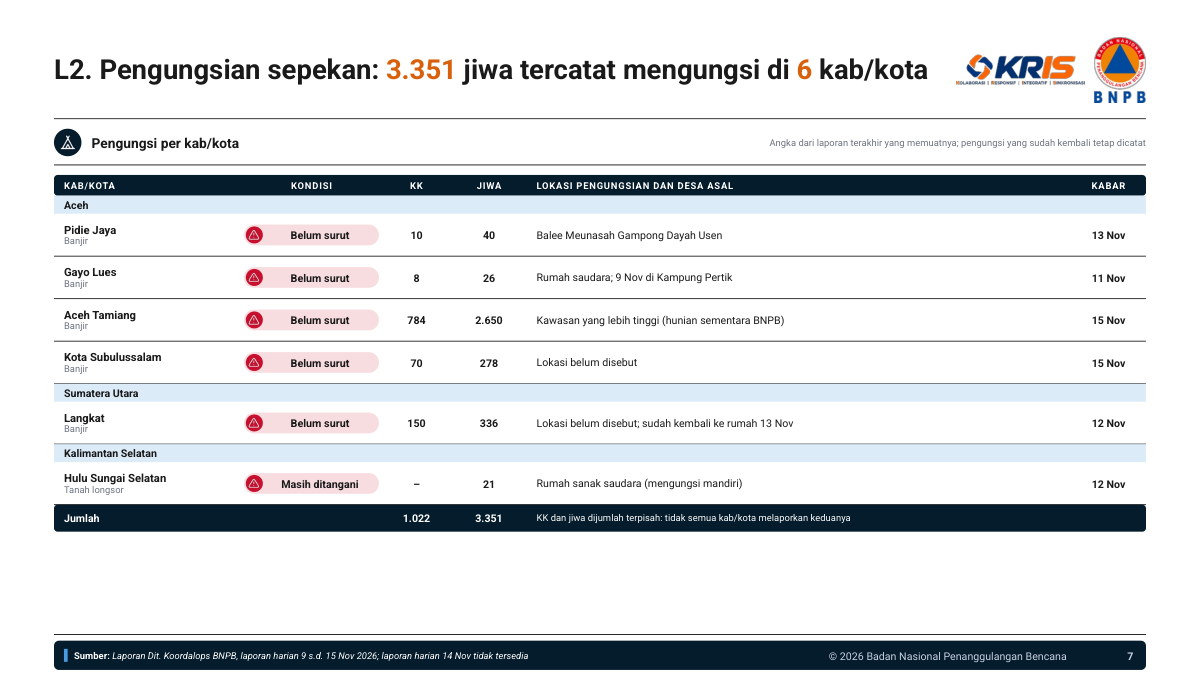 L2. Pengungsian sepekan: 3.351 jiwa tercatat mengungsi di 6 kab/kota
KRIS
KOLABORASI | RESPONSIF | INTEGRATIF | SINKRONISASI
BADAN NASIONAL
PENANGGULANGAN BENCANA
BNPB
Pengungsi per kab/kota
Angka dari laporan terakhir yang memuatnya; pengungsi yang sudah kembali tetap dicatat
KAB/KOTA KONDISI KK JIWA LOKASI PENGUNGSIAN DAN DESA ASAL KABAR
Aceh
Pidie Jaya
Banjir
Belum surut 10 40 Balee Meunasah Gampong Dayah Usen 13 Nov
Gayo Lues
Banjir
Belum surut 8 26 Rumah saudara; 9 Nov di Kampung Pertik 11 Nov
Aceh Tamiang
Banjir
Belum surut 784 2.650 Kawasan yang lebih tinggi (hunian sementara BNPB) 15 Nov
Kota Subulussalam
Banjir
Belum surut 70 278 Lokasi belum disebut 15 Nov
Sumatera Utara
Langkat
Banjir
Belum surut 150 336 Lokasi belum disebut; sudah kembali ke rumah 13 Nov 12 Nov
Kalimantan Selatan
Hulu Sungai Selatan
Tanah longsor
Masih ditangani – 21 Rumah sanak saudara (mengungsi mandiri) 12 Nov
Jumlah 1.022 3.351 KK dan jiwa dijumlah terpisah: tidak semua kab/kota melaporkan keduanya
Sumber: Laporan Dit. Koordalops BNPB, laporan harian 9 s.d. 15 Nov 2026; laporan harian 14 Nov tidak tersedia
© 2026 Badan Nasional Penanggulangan Bencana 7